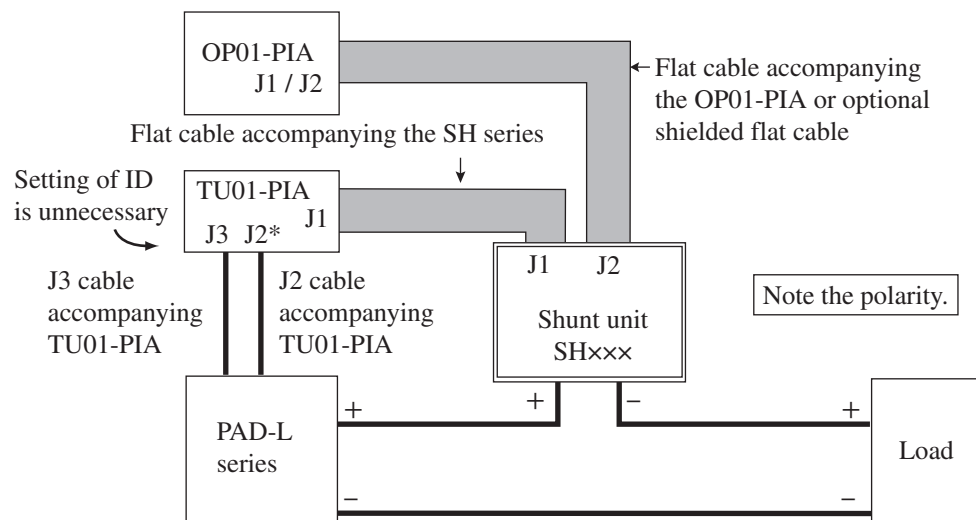 OP01-PIA
J1 / J2
Flat cable accompanying
the OP01-PIA or optional
shielded flat cable
Flat cable accompanying the SH series
Setting of ID
is unnecessary
TU01-PIA
J1
J3 J2*
J3 cable
accompanying
TU01-PIA
J2 cable
accompanying
TU01-PIA
J1 J2
Shunt unit
SH×××
Note the polarity.
+ −
PAD-L
series
+
−
+
−
Load